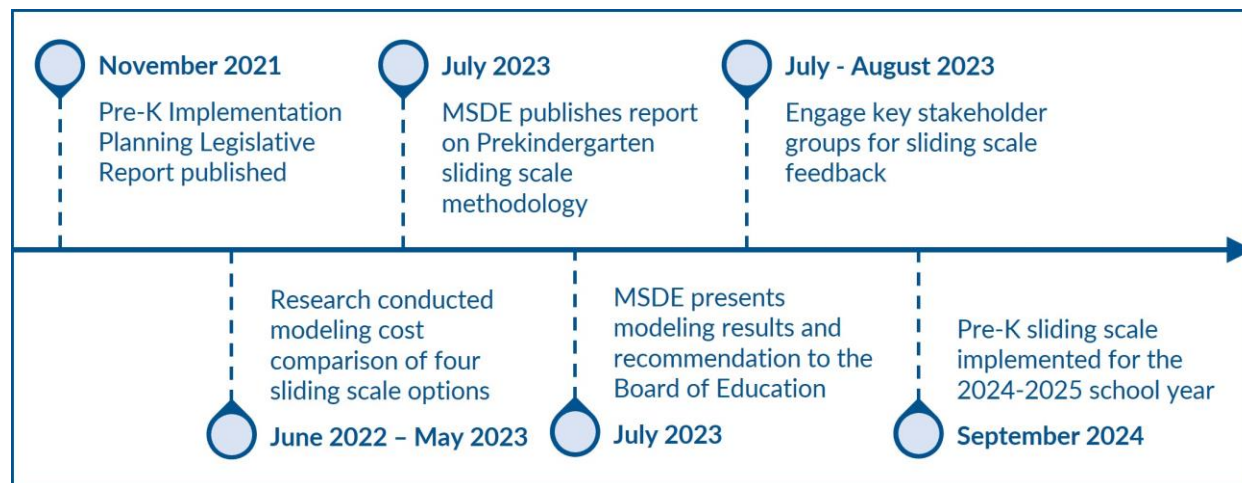 November 2021
Pre-K Implementation
Planning Legislative
Report published
July 2023
MSDE publishes report
on Prekindergarten
sliding scale
methodology
July - August 2023
Engage key stakeholder
groups for sliding scale
feedback
Research conducted
modeling cost
comparison of four
sliding scale options
June 2022 – May 2023
MSDE presents
modeling results and
recommendation to the
Board of Education
July 2023
Pre-K sliding scale
implemented for the
2024-2025 school year
September 2024